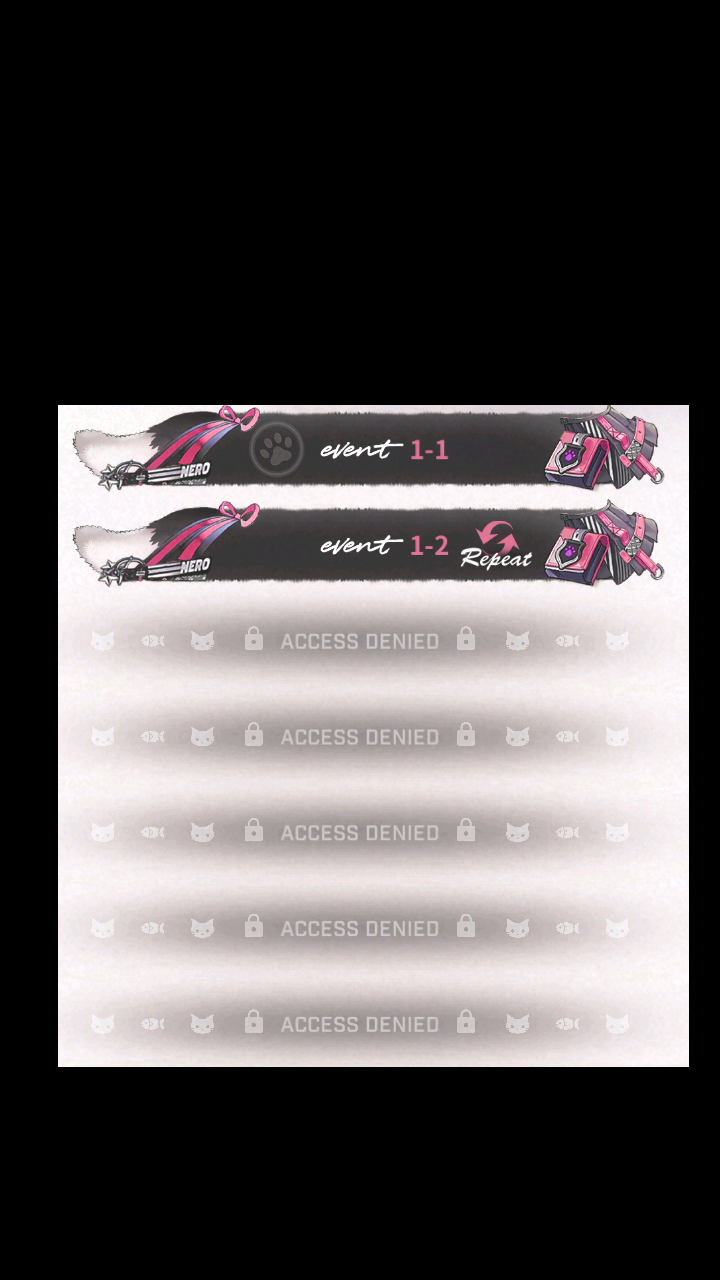 event 1-1
NERO
event 1-2
Repeat
NERO
ACCESS DENIED
ACCESS DENIED
ACCESS DENIED
ACCESS DENIED
ACCESS DENIED